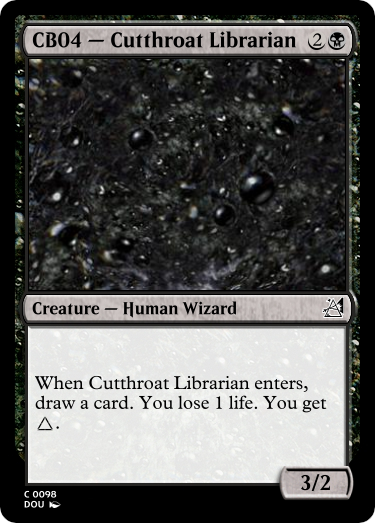 CB04 — Cutthroat Librarian 2
Creature — Human Wizard
When Cutthroat Librarian enters,
draw a card. You lose 1 life. You get
△.
3/2
C 0098
DOU